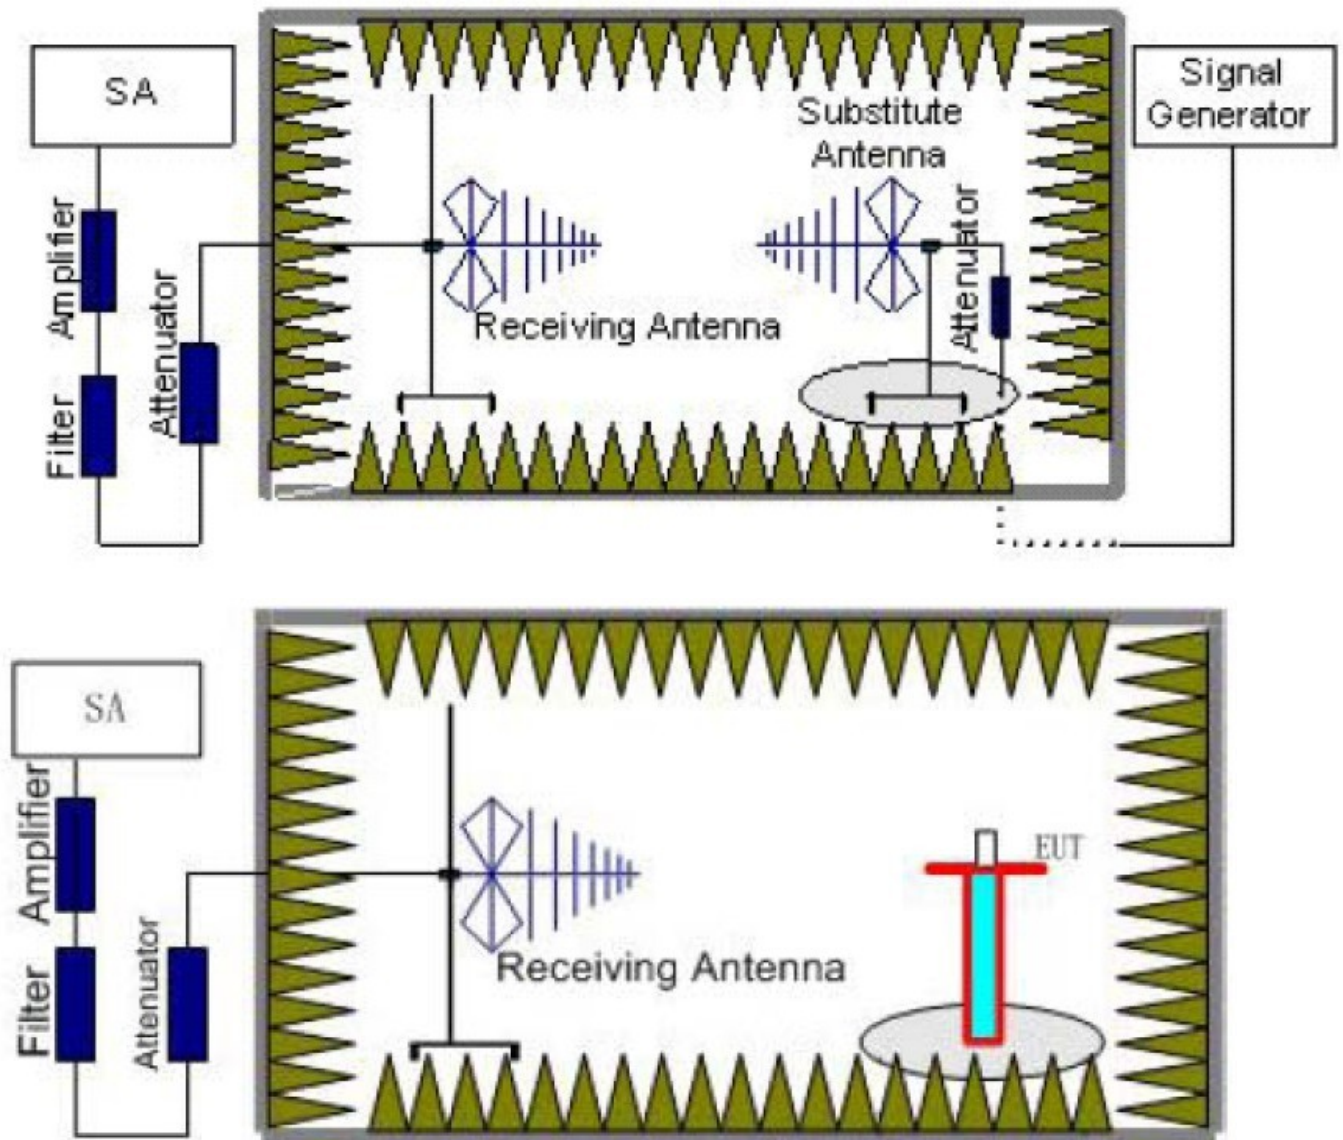 SA
Signal
Generator
Substitute
Antenna
Amplifier
Attenuator
Attenuator
Receiving Antenna
Filter
SA
Amplifier
EUT
Filter
Attenuator
Receiving Antenna